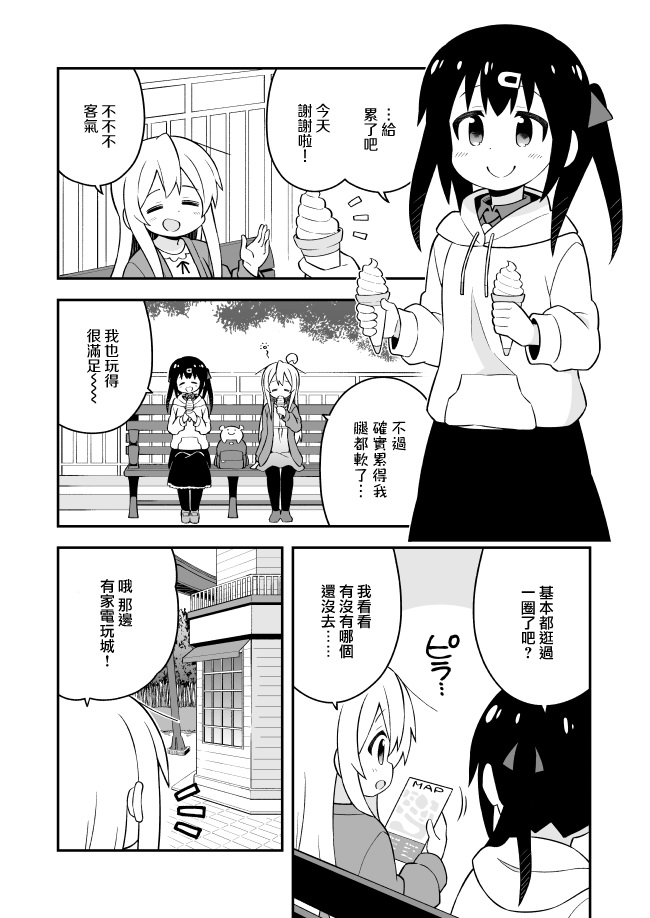 …給
累了吧
今天
謝謝啦！
不不不
客氣
不過
確實累得我
腿都軟了…
我也玩得
很滿足～～
基本都逛過
一圈了吧？
我看看
有沒有哪個
還沒去……
ピラ…
MAP
哦 那邊
有家電玩城！